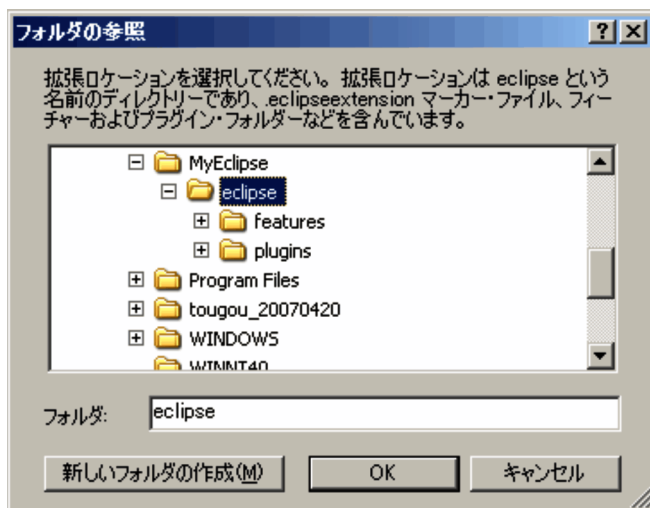 フォルダの参照
拡張ロケーションを選択してください。拡張ロケーションは eclipse という
名前のディレクトリーであり、.eclipseextension マーカー・ファイル、フィー
チャーおよびプラグイン・フォルダーなどを含んでいます。
MyEclipse
eclipse
features
plugins
Program Files
tougou_20070420
WINDOWS
WINNT40
フォルダ:
eclipse
新しいフォルダの作成(M)
OK
キャンセル